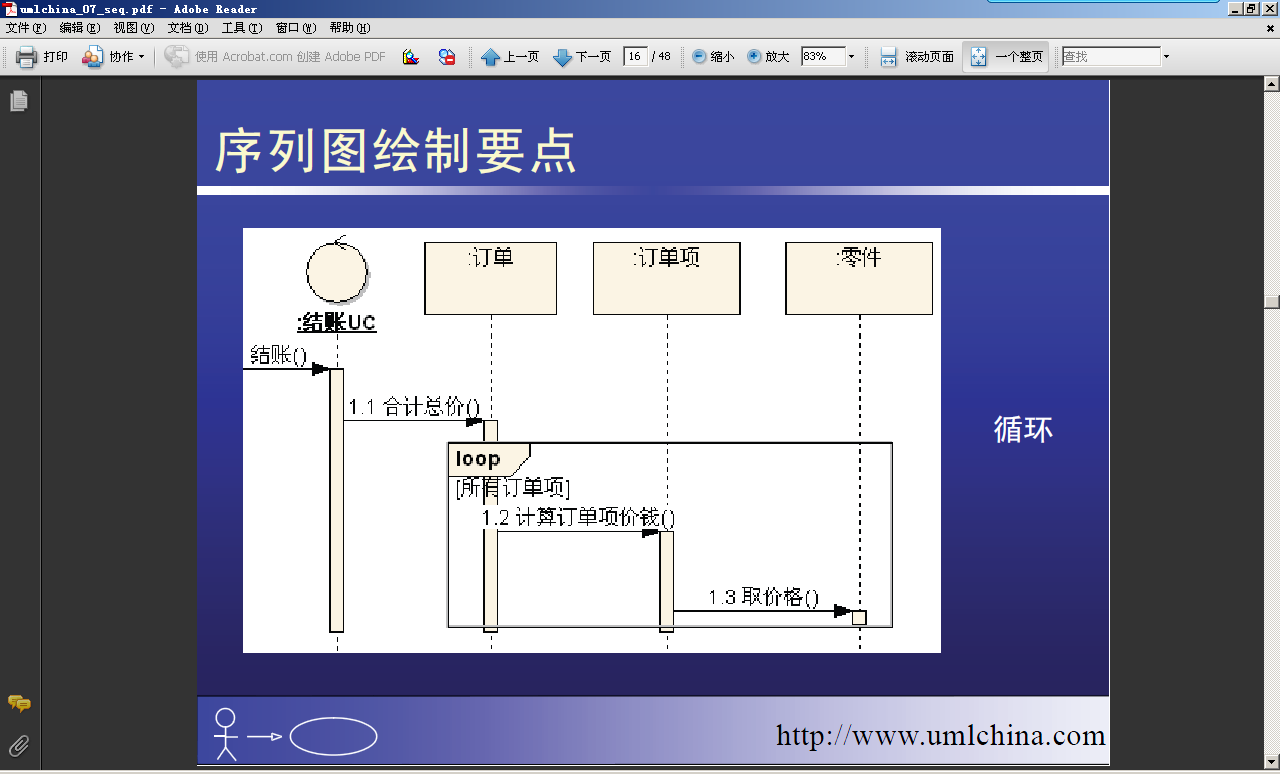 umlchina_07_seq.pdf - Adobe Reader
文件(F) 编辑(E) 视图(V) 文档(D) 工具(T) 窗口(W) 帮助(H)
打印 协作 使用 Acrobat.com 创建 Adobe PDF 上一页 下一页 16 / 48 缩小 放大 83% 滚动页面 一个整页 查找
序列图绘制要点
:订单 :订单项 :零件
:结账UC
结账()
1.1 合计总价()
循环
loop
[所有订单项]
1.2 计算订单项价钱()
1.3 取价格()
http://www.umlchina.com